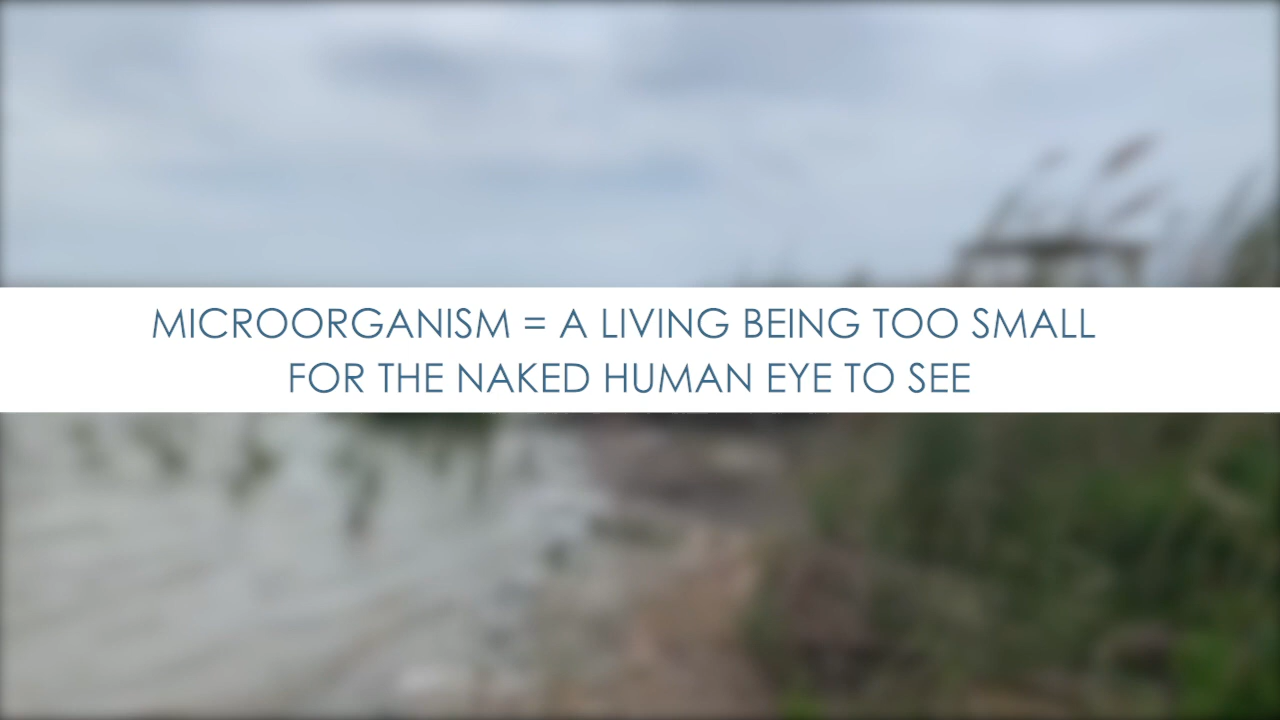 MICROORGANISM = A LIVING BEING TOO SMALL
FOR THE NAKED HUMAN EYE TO SEE